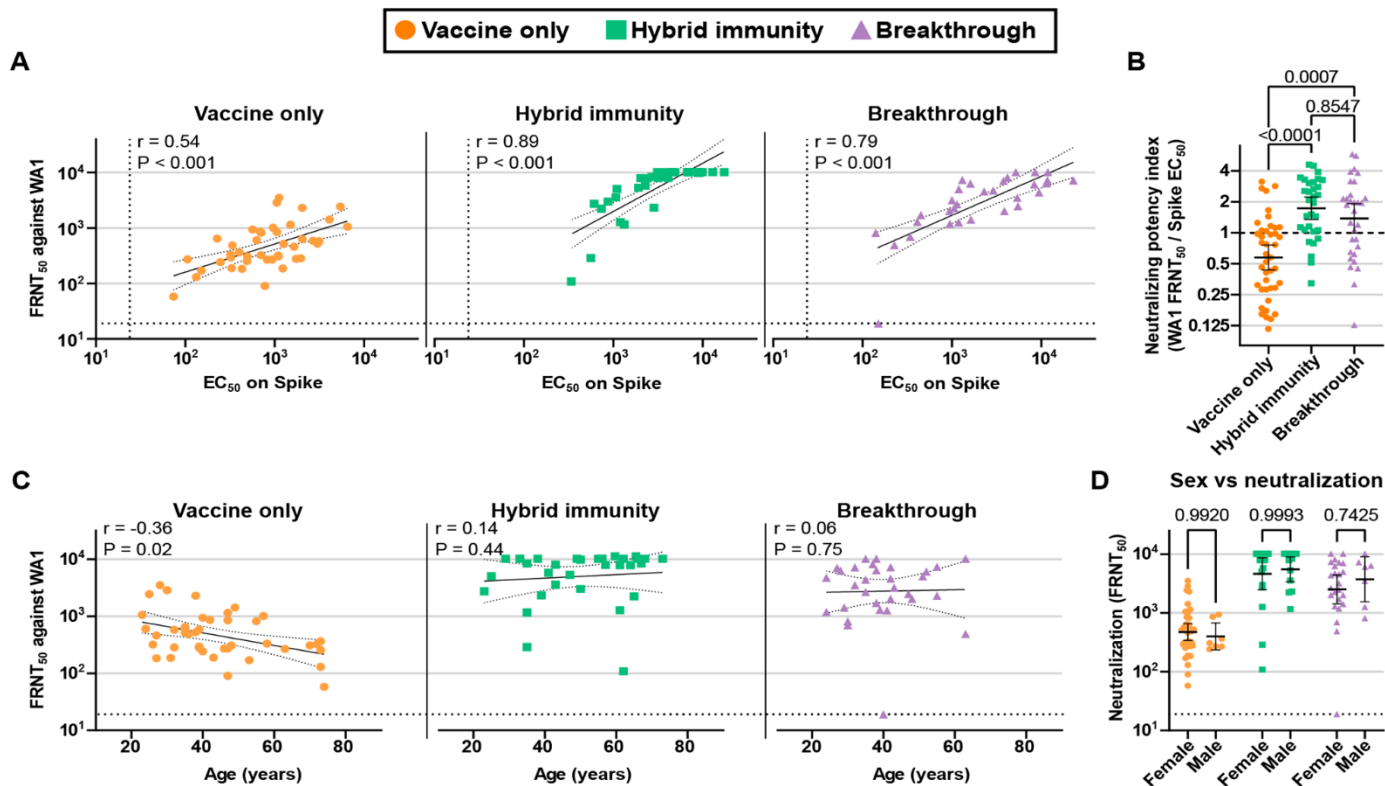 Vaccine only Hybrid immunity Breakthrough
A
Vaccine only
Hybrid immunity
Breakthrough
FRNT50 against WA1
r = 0.54
P < 0.001
r = 0.89
P < 0.001
r = 0.79
P < 0.001
10^4
10^3
10^2
10^1
10^1 10^2 10^3 10^4
10^1 10^2 10^3 10^4
10^1 10^2 10^3 10^4
EC50 on Spike
EC50 on Spike
EC50 on Spike
B
0.0007
0.8547
<0.0001
Neutralizing potency index
(WA1 FRNT50 / Spike EC50)
4
2
1
0.5
0.25
0.125
Vaccine only
Hybrid immunity
Breakthrough
C
Vaccine only
Hybrid immunity
Breakthrough
FRNT50 against WA1
r = -0.36
P = 0.02
r = 0.14
P = 0.44
r = 0.06
P = 0.75
10^4
10^3
10^2
10^1
20 40 60 80
20 40 60 80
20 40 60 80
Age (years)
Age (years)
Age (years)
D
Sex vs neutralization
0.9920 0.9993 0.7425
Neutralization (FRNT50)
10^4
10^3
10^2
10^1
Female
Male
Female
Male
Female
Male